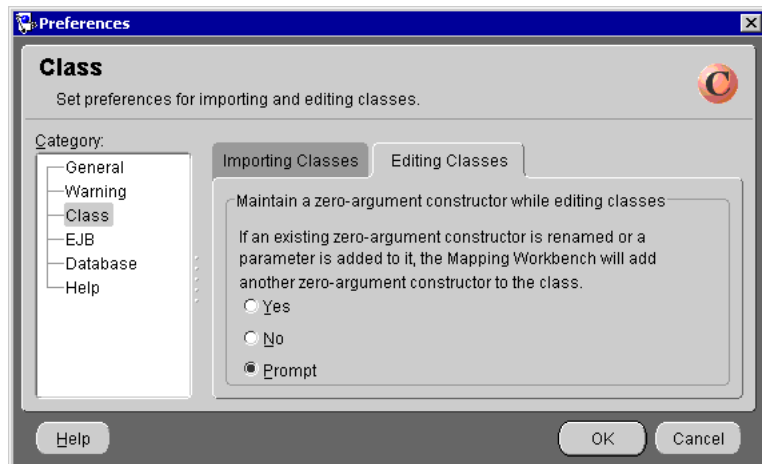 Preferences
Class
Set preferences for importing and editing classes.
C
Category:
General
Warning
Class
EJB
Database
Help
Importing Classes
Editing Classes
Maintain a zero-argument constructor while editing classes
If an existing zero-argument constructor is renamed or a
parameter is added to it, the Mapping Workbench will add
another zero-argument constructor to the class.
Yes
No
Prompt
Help
OK
Cancel